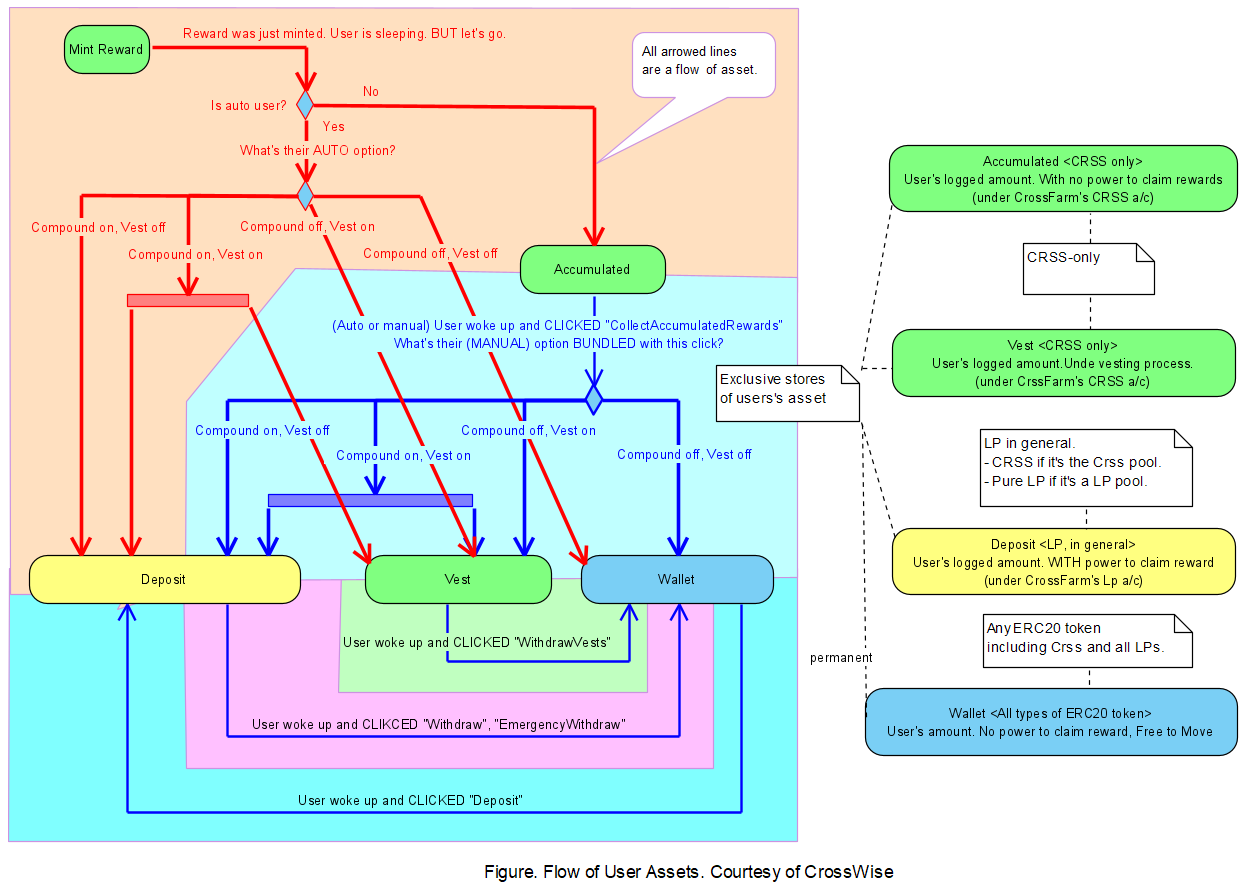 Mint Reward
Reward was just minted. User is sleeping. BUT let's go.
All arrowed lines
are a flow of asset.
Is auto user?
No
Yes
What's their AUTO option?
Compound on, Vest off
Compound on, Vest on
Compound off, Vest on
Compound off, Vest off
Accumulated
(Auto or manual) User woke up and CLICKED "CollectAccumulatedRewards"
What's their (MANUAL) option BUNDLED with this click?
Compound on, Vest off
Compound on, Vest on
Compound off, Vest on
Compound off, Vest off
Deposit
Vest
Wallet
User woke up and CLICKED "WithdrawVests"
User woke up and CLIKCED "Withdraw", "EmergencyWithdraw"
User woke up and CLICKED "Deposit"
Accumulated <CRSS only>
User's logged amount. With no power to claim rewards
(under CrossFarm's CRSS a/c)
CRSS-only
Vest <CRSS only>
User's logged amount.Unde vesting process.
(under CrssFarm's CRSS a/c)
Exclusive stores
of users's asset
LP in general.
- CRSS if it's the Crss pool.
- Pure LP if it's a LP pool.
Deposit <LP, in general>
User's logged amount. WITH power to claim reward
(under CrossFarm's Lp a/c)
Any ERC20 token
including Crss and all LPs.
permanent
Wallet <All types of ERC20 token>
User's amount. No power to claim reward, Free to Move
Figure. Flow of User Assets. Courtesy of CrossWise